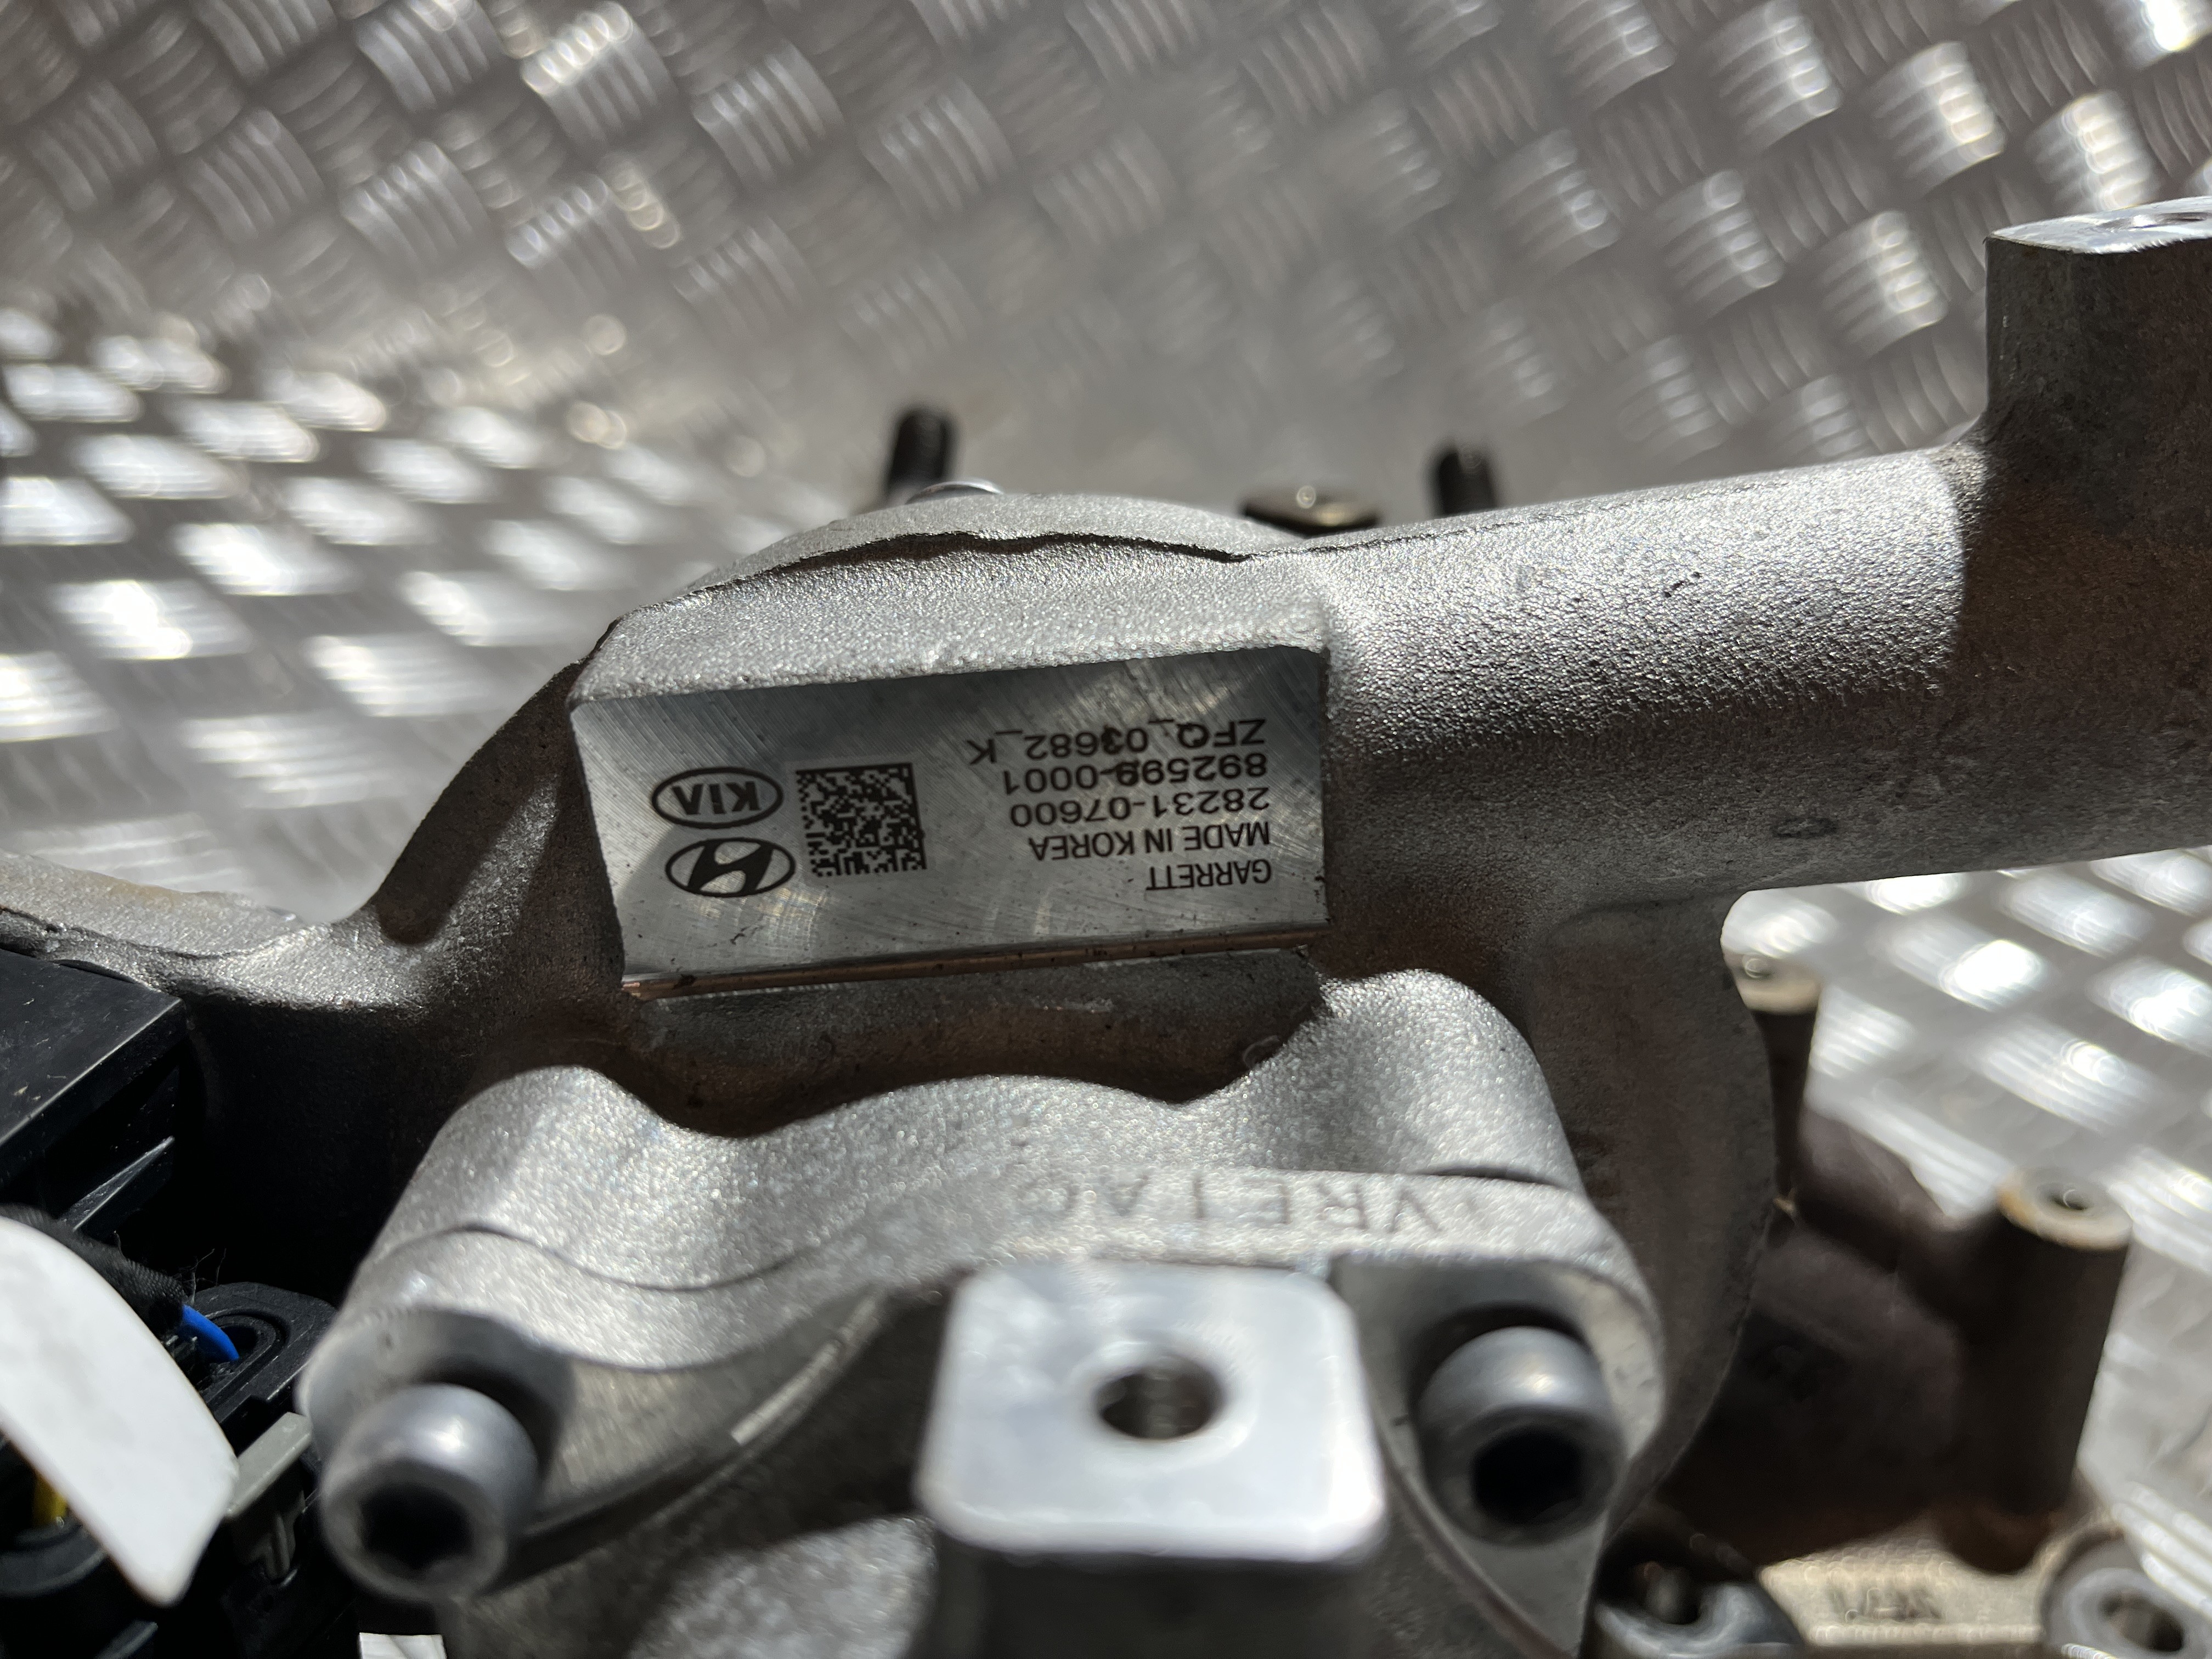 GARRETT
MADE IN KOREA
28231-07600
892599-0001
ZFQ_03682_K
KIA